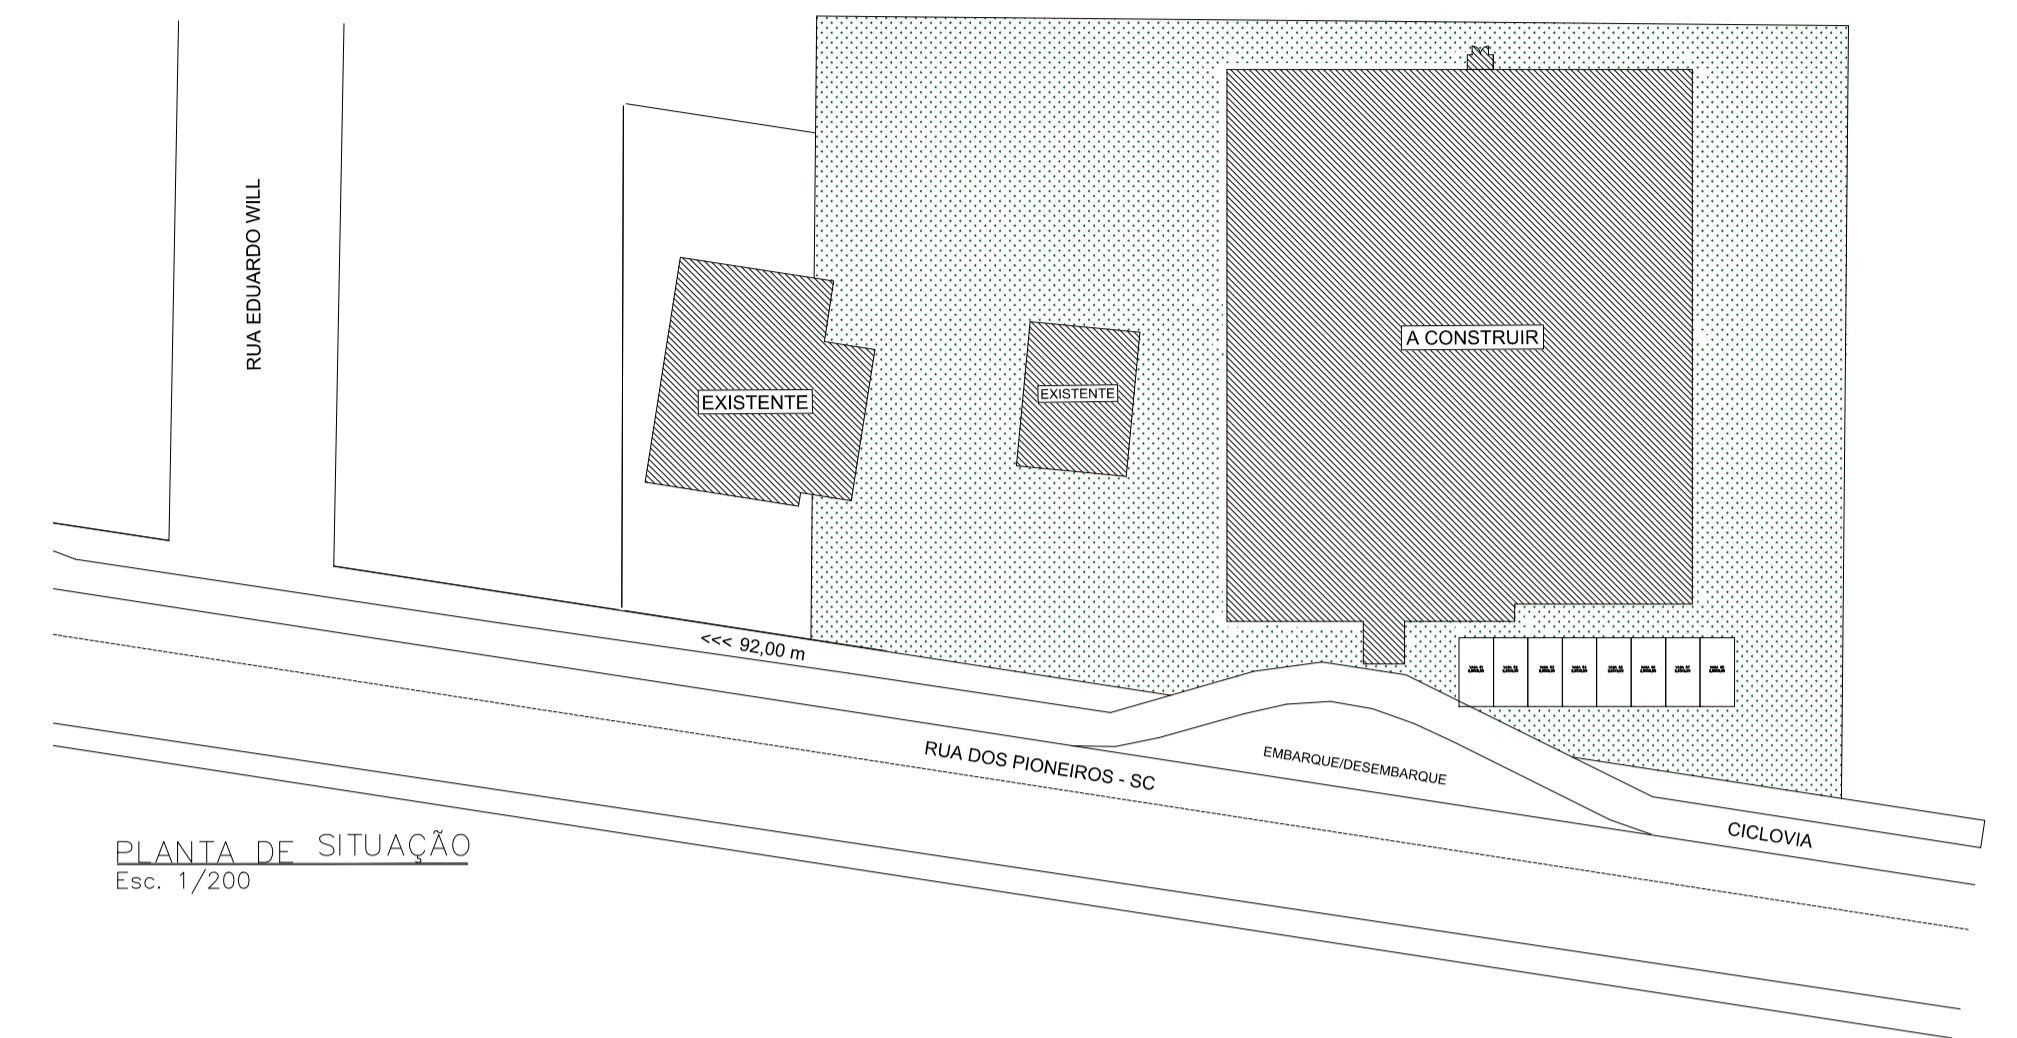 RUA EDUARDO WILL
A CONSTRUIR
EXISTENTE
EXISTENTE
<<< 92,00 m
RUA DOS PIONEIROS - SC
EMBARQUE/DESEMBARQUE
CICLOVIA
PLANTA DE SITUAÇÃO
Esc. 1/200